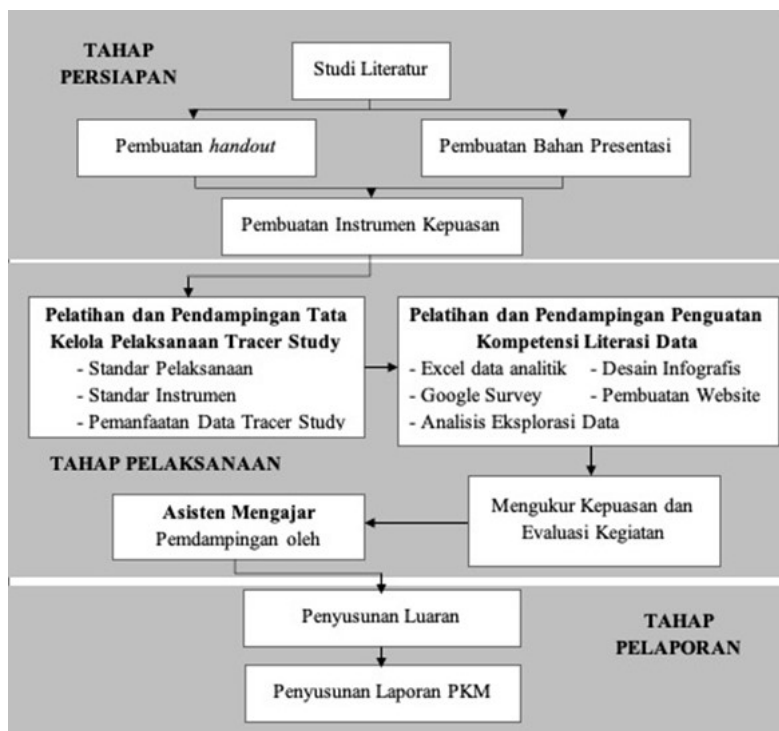 TAHAP
PERSIAPAN
Studi Literatur
Pembuatan handout
Pembuatan Bahan Presentasi
Pembuatan Instrumen Kepuasan
Pelatihan dan Pendampingan Tata
Kelola Pelaksanaan Tracer Study
- Standar Pelaksanaan
- Standar Instrumen
- Pemanfaatan Data Tracer Study
Pelatihan dan Pendampingan Penguatan
Kompetensi Literasi Data
- Excel data analitik - Desain Infografis
- Google Survey - Pembuatan Website
- Analisis Eksplorasi Data
TAHAP PELAKSANAAN
Mengukur Kepuasan dan
Evaluasi Kegiatan
Asisten Mengajar
Pemdampingan oleh
Penyusunan Luaran
TAHAP
PELAPORAN
Penyusunan Laporan PKM